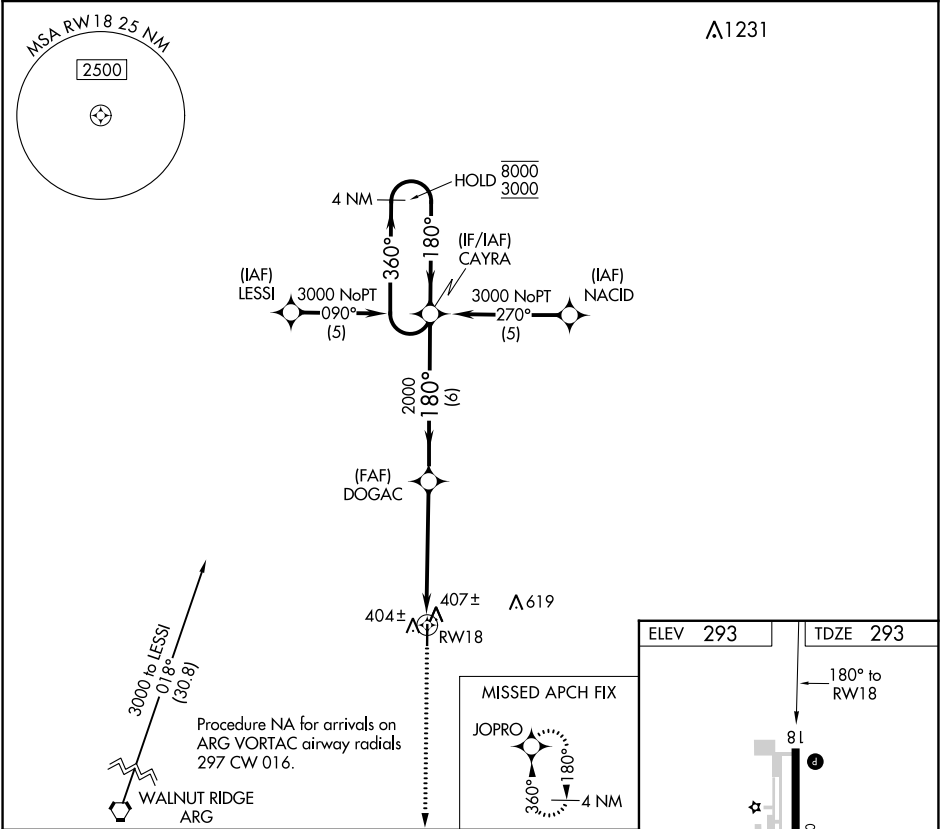 MSA RW18 25 NM
2500
1231
4 NM
HOLD
8000
3000
360°
180°
(IF/IAF)
CAYRA
(IAF)
LESSI
3000 NoPT
090°
(5)
3000 NoPT
270°
(5)
(IAF)
NACID
2000
180°
(6)
(FAF)
DOGAC
404±
407±
619
RW18
3000 to LESSI
018°
(30.8)
Procedure NA for arrivals on
ARG VORTAC airway radials
297 CW 016.
WALNUT RIDGE
ARG
MISSED APCH FIX
JOPRO
360°
180°
4 NM
ELEV 293
TDZE 293
180° to
RW18
18
P